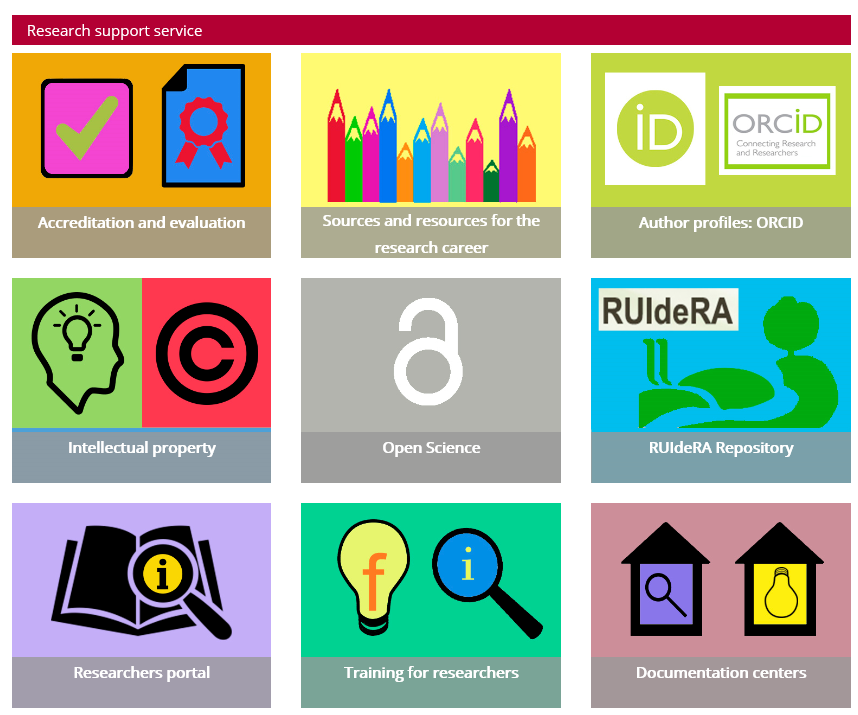 Research support service
iD
ORCiD
Connecting Research
and Researchers
Accreditation and evaluation
Sources and resources for the
research career
Author profiles: ORCID
C
RUIdeRA
Intellectual property
Open Science
RUIdeRA Repository
i
f
i
Researchers portal
Training for researchers
Documentation centers